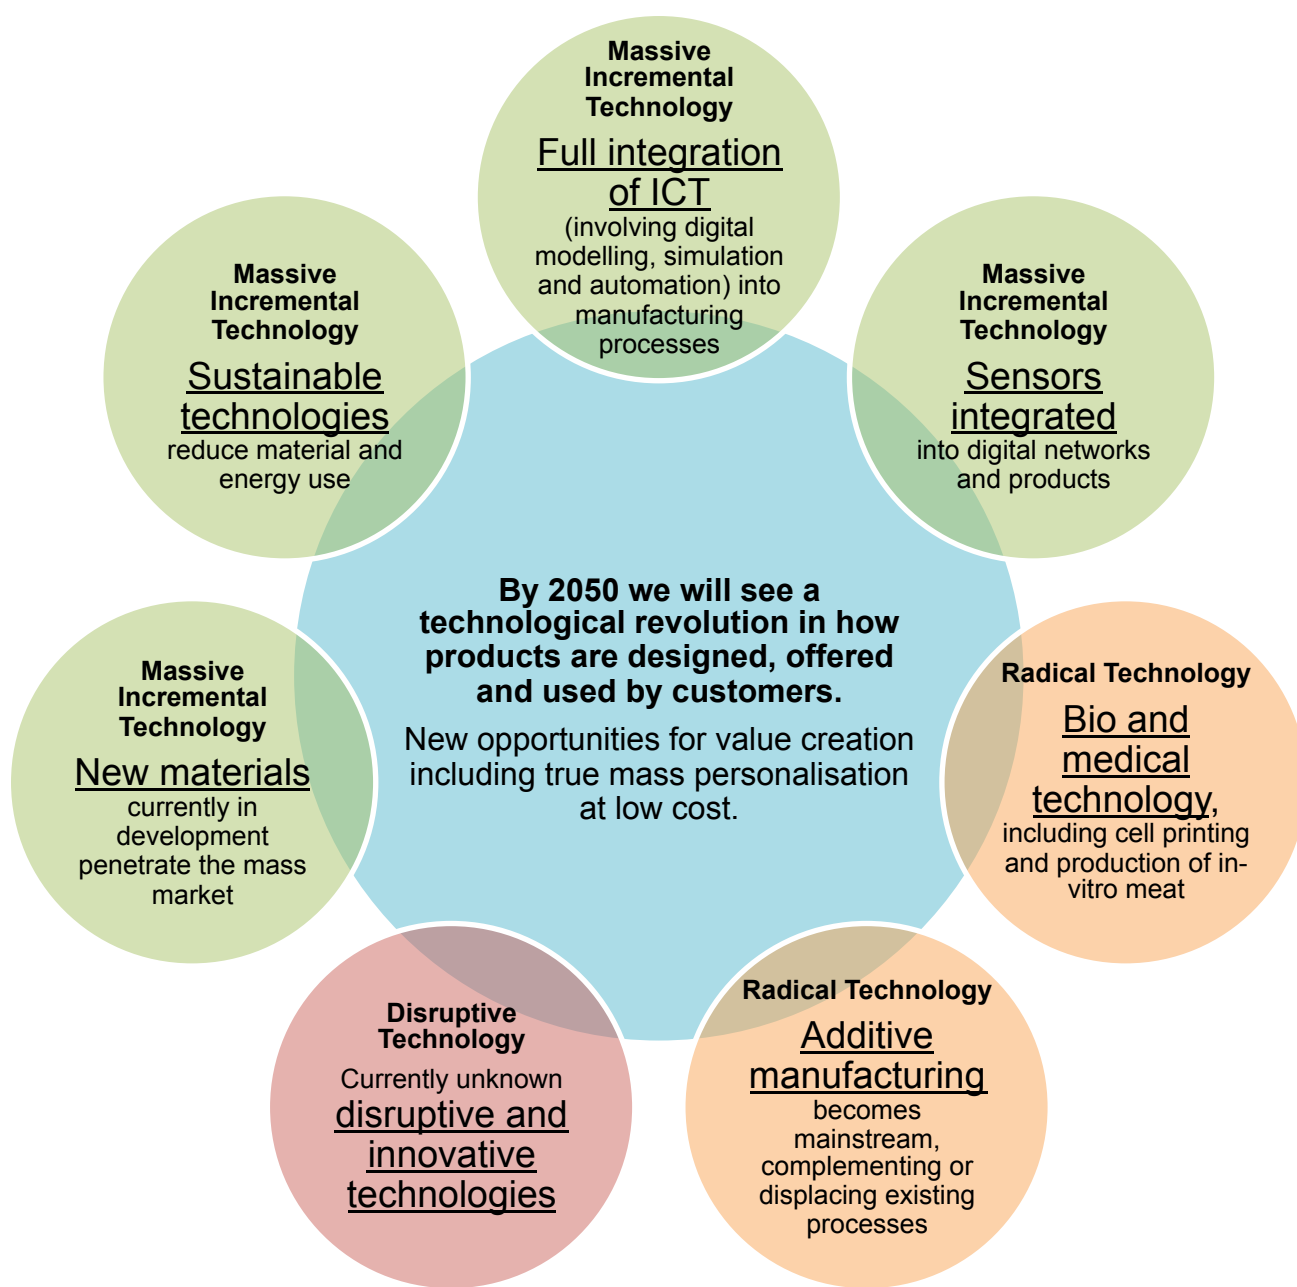 Massive
Incremental
Technology
Full integration
of ICT
(involving digital
modelling, simulation
and automation) into
manufacturing
processes
Massive
Incremental
Technology
Sensors
integrated
into digital networks
and products
Radical Technology
Bio and
medical
technology,
including cell printing
and production of in-
vitro meat
Radical Technology
Additive
manufacturing
becomes
mainstream,
complementing or
displacing existing
processes
Disruptive
Technology
Currently unknown
disruptive and
innovative
technologies
Massive
Incremental
Technology
New materials
currently in
development
penetrate the mass
market
Massive
Incremental
Technology
Sustainable
technologies
reduce material and
energy use
By 2050 we will see a
technological revolution in how
products are designed, offered
and used by customers.
New opportunities for value creation
including true mass personalisation
at low cost.